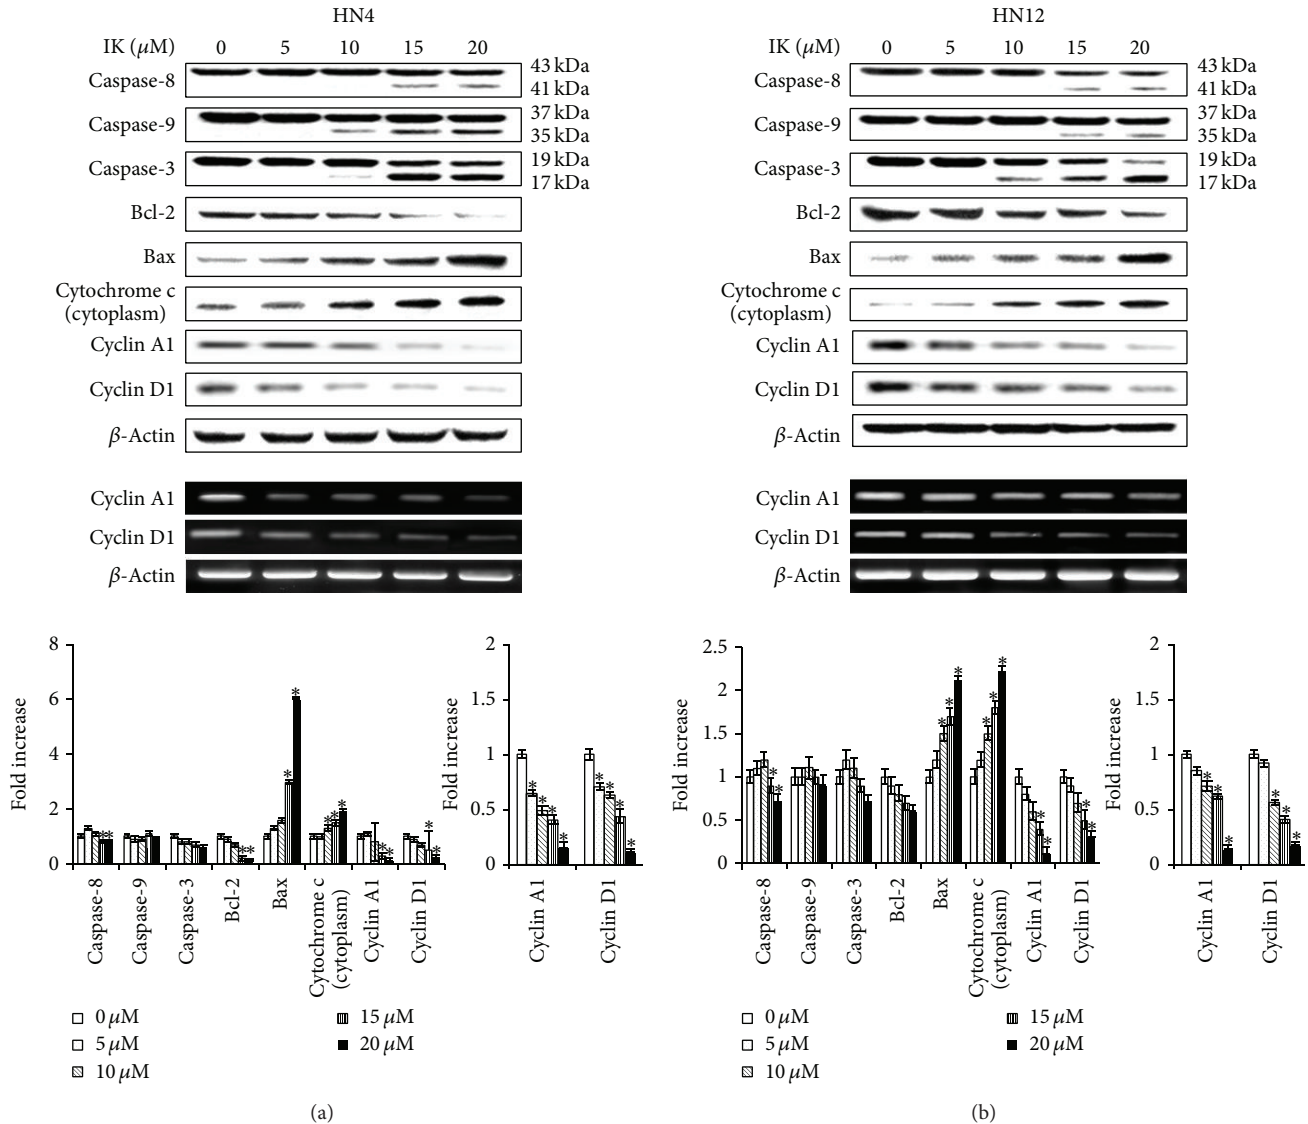 HN4
IK (μM) 0 5 10 15 20
Caspase-8
43 kDa
41 kDa
Caspase-9
37 kDa
35 kDa
Caspase-3
19 kDa
17 kDa
Bcl-2
Bax
Cytochrome c
(cytoplasm)
Cyclin A1
Cyclin D1
β-Actin
Cyclin A1
Cyclin D1
β-Actin
8
6
4
2
0
Fold increase
* * * * * * * * * * * * *
Caspase-8
Caspase-9
Caspase-3
Bcl-2
Bax
Cytochrome c
(cytoplasm)
Cyclin A1
Cyclin D1
2
1.5
1
0.5
0
Fold increase
* * * * * * * *
Cyclin A1
Cyclin D1
0 μM
5 μM
10 μM
15 μM
20 μM
(a)
HN12
IK (μM) 0 5 10 15 20
Caspase-8
43 kDa
41 kDa
Caspase-9
37 kDa
35 kDa
Caspase-3
19 kDa
17 kDa
Bcl-2
Bax
Cytochrome c
(cytoplasm)
Cyclin A1
Cyclin D1
β-Actin
Cyclin A1
Cyclin D1
β-Actin
2.5
2
1.5
1
0.5
0
Fold increase
* * * * * * * * * * * *
Caspase-8
Caspase-9
Caspase-3
Bcl-2
Bax
Cytochrome c
(cytoplasm)
Cyclin A1
Cyclin D1
2
1.5
1
0.5
0
Fold increase
* * * * * *
Cyclin A1
Cyclin D1
0 μM
5 μM
10 μM
15 μM
20 μM
(b)